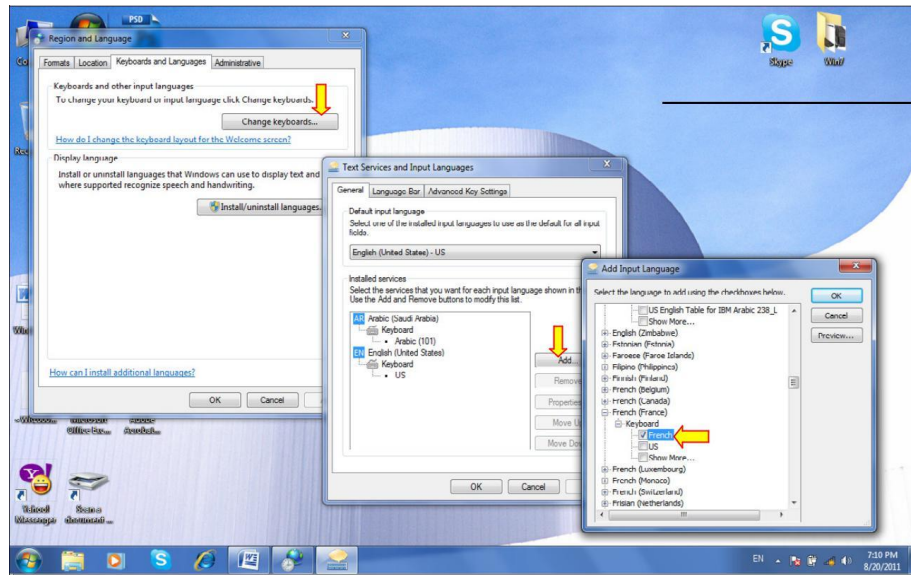 PSD
Skype
Win7
Region and Language
Formats Location Keyboards and Languages Administrative
Keyboards and other input languages
To change your keyboard or input language click Change keyboards.
Change keyboards...
How do I change the keyboard layout for the Welcome screen?
Display language
Install or uninstall languages that Windows can use to display text and
where supported recognize speech and handwriting.
Install/uninstall languages.
How can I install additional languages?
OK Cancel
Text Services and Input Languages
General Language Bar Advanced Key Settings
Default input language
Select one of the installed input languages to use as the default for all input
fields.
English (United States) - US
Installed services
Select the services that you want for each input language shown in th
Use the Add and Remove buttons to modify this list.
AR Arabic (Saudi Arabia)
Keyboard
Arabic (101)
EN English (United States)
Keyboard
US
Add
Remove
Properties
Move U
Move Do
OK Cancel
Add Input Language
Select the language to add using the checkboxes below.
US English Table for IBM Arabic 238_L
Show More...
English (Zimbabwe)
Estonian (Estonia)
Faroese (Faroe Islands)
Filipino (Philippines)
Finnish (Finland)
French (Belgium)
French (Canada)
French (France)
Keyboard
French
US
Show More...
French (Luxembourg)
French (Monaco)
French (Switzerland)
Frisian (Netherlands)
OK
Cancel
Preview...
Microsoft
Office Exc...
Adobe
Acrobat...
Yahoo!
Messenger
Scan a
document ...
EN
7:10 PM
8/20/2011